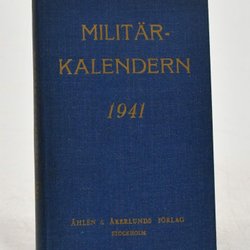 MILITÄR-
KALENDERN
1941
ÅHLÉN & ÅKERLUNDS FÖRLAG
STOCKHOLM